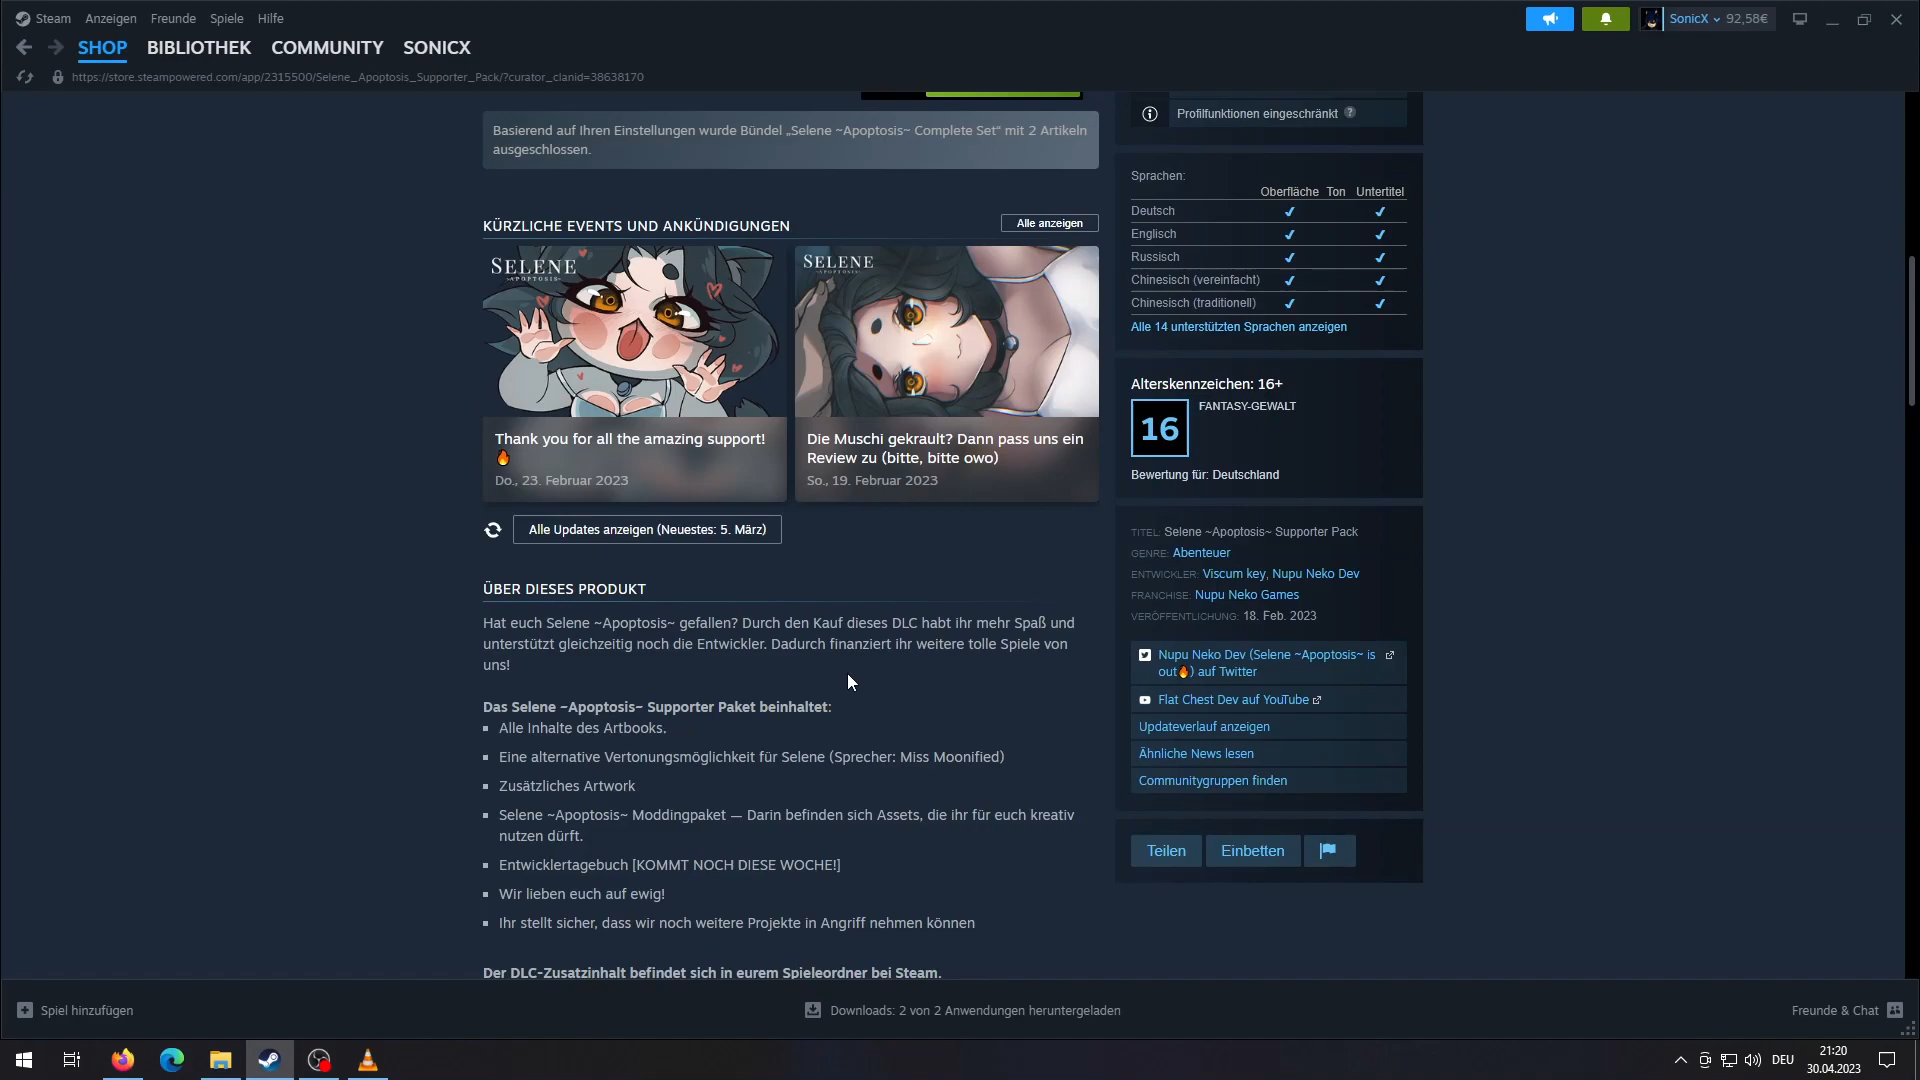 Steam Anzeigen Freunde Spiele Hilfe
SonicX 92,58€
SHOP BIBLIOTHEK COMMUNITY SONICX
https://store.steampowered.com/app/2315500/Selene_Apoptosis_Supporter_Pack/?curator_clanid=38638170
Basierend auf Ihren Einstellungen wurde Bündel „Selene ~Apoptosis~ Complete Set“ mit 2 Artikeln
ausgeschlossen.
KÜRZLICHE EVENTS UND ANKÜNDIGUNGEN
Alle anzeigen
SELENE
~APOPTOSIS~
Thank you for all the amazing support!
🔥
Do., 23. Februar 2023
SELENE
~APOPTOSIS~
Die Muschi gekrault? Dann pass uns ein
Review zu (bitte, bitte owo)
So., 19. Februar 2023
Alle Updates anzeigen (Neuestes: 5. März)
ÜBER DIESES PRODUKT
Hat euch Selene ~Apoptosis~ gefallen? Durch den Kauf dieses DLC habt ihr mehr Spaß und
unterstützt gleichzeitig noch die Entwickler. Dadurch finanziert ihr weitere tolle Spiele von
uns!
Das Selene ~Apoptosis~ Supporter Paket beinhaltet:
Alle Inhalte des Artbooks.
Eine alternative Vertonungsmöglichkeit für Selene (Sprecher: Miss Moonified)
Zusätzliches Artwork
Selene ~Apoptosis~ Moddingpaket — Darin befinden sich Assets, die ihr für euch kreativ
nutzen dürft.
Entwicklertagebuch [KOMMT NOCH DIESE WOCHE!]
Wir lieben euch auf ewig!
Ihr stellt sicher, dass wir noch weitere Projekte in Angriff nehmen können
Der DLC-Zusatzinhalt befindet sich in eurem Spieleordner bei Steam.
Profilfunktionen eingeschränkt ?
Sprachen:
Oberfläche Ton Untertitel
Deutsch ✔ ✔
Englisch ✔ ✔
Russisch ✔ ✔
Chinesisch (vereinfacht) ✔ ✔
Chinesisch (traditionell) ✔ ✔
Alle 14 unterstützten Sprachen anzeigen
Alterskennzeichen: 16+
16
FANTASY-GEWALT
Bewertung für: Deutschland
TITEL: Selene ~Apoptosis~ Supporter Pack
GENRE: Abenteuer
ENTWICKLER: Viscum key, Nupu Neko Dev
FRANCHISE: Nupu Neko Games
VERÖFFENTLICHUNG: 18. Feb. 2023
Nupu Neko Dev (Selene ~Apoptosis~ is
out🔥) auf Twitter
Flat Chest Dev auf YouTube
Updateverlauf anzeigen
Ähnliche News lesen
Communitygruppen finden
Teilen Einbetten
Spiel hinzufügen
Downloads: 2 von 2 Anwendungen heruntergeladen
Freunde & Chat
DEU
21:20
30.04.2023